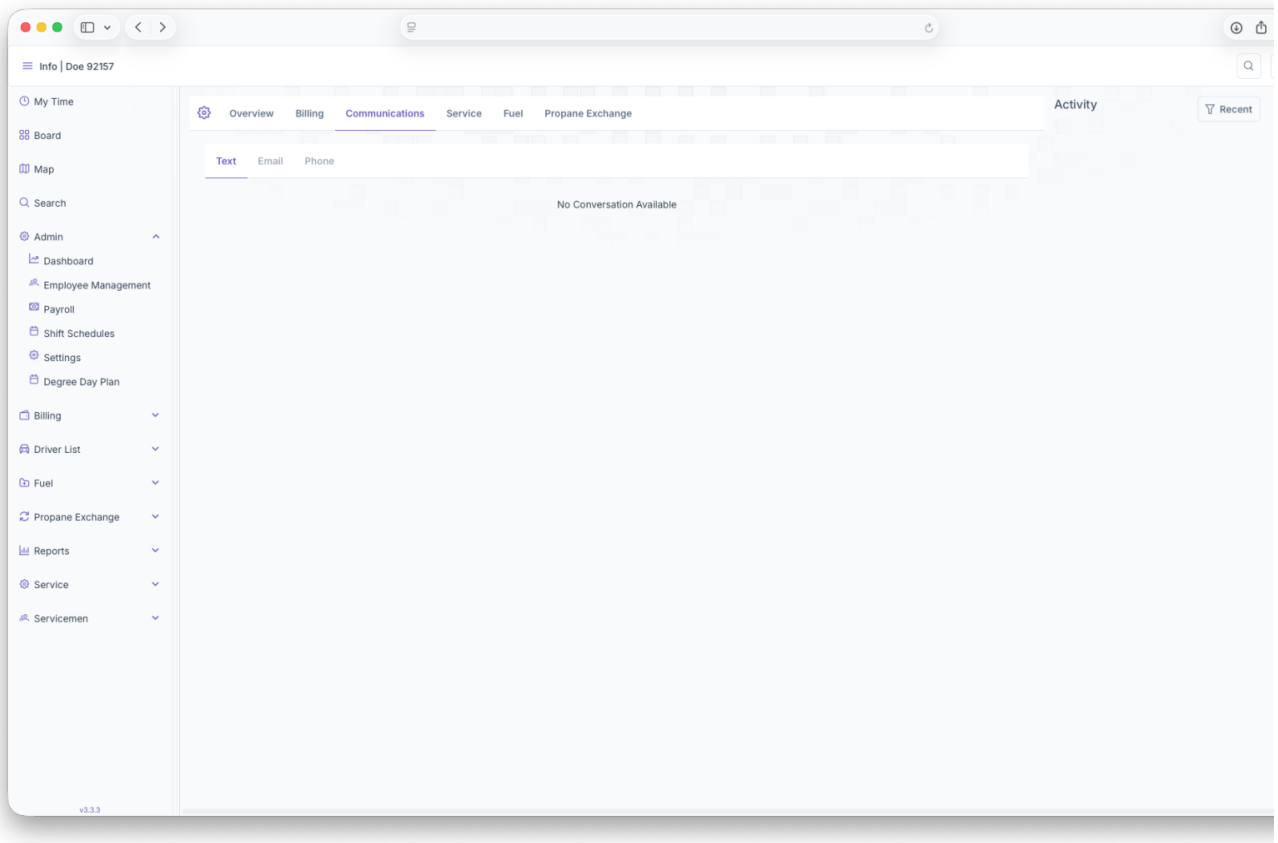 Info | Doe 92157
My Time
Board
Map
Search
Admin
Dashboard
Employee Management
Payroll
Shift Schedules
Settings
Degree Day Plan
Billing
Driver List
Fuel
Propane Exchange
Reports
Service
Servicemen
v3.3.3
Overview Billing Communications Service Fuel Propane Exchange
Text Email Phone
No Conversation Available
Activity
Recent